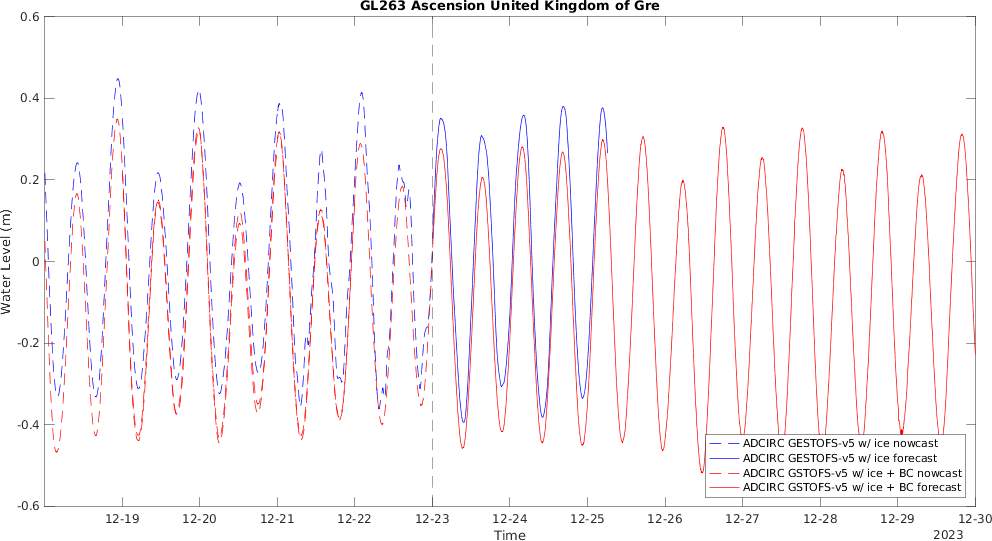 GL263 Ascension United Kingdom of Gre
0.6
0.4
0.2
0
-0.2
-0.4
-0.6
Water Level (m)
ADCIRC GESTOFS-v5 w/ ice nowcast
ADCIRC GESTOFS-v5 w/ ice forecast
ADCIRC GSTOFS-v5 w/ ice + BC nowcast
ADCIRC GSTOFS-v5 w/ ice + BC forecast
12-19 12-20 12-21 12-22 12-23 12-24 12-25 12-26 12-27 12-28 12-29 12-30
Time
2023